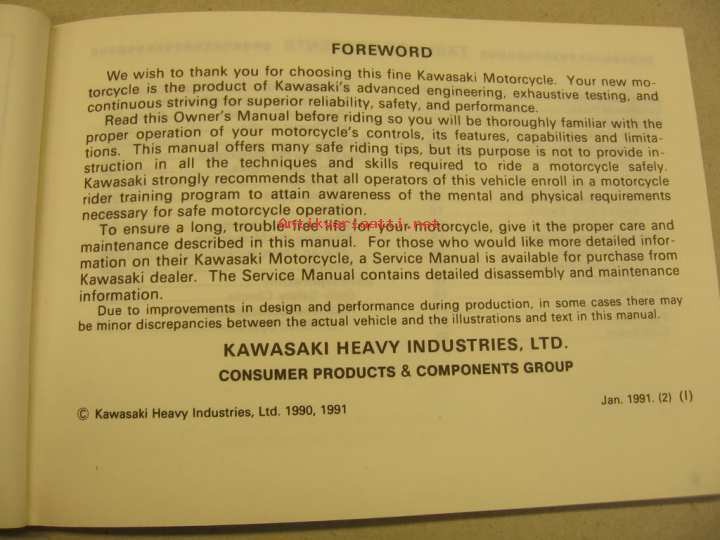 FOREWORD
We wish to thank you for choosing this fine Kawasaki Motorcycle. Your new mo-
torcycle is the product of Kawasaki's advanced engineering, exhaustive testing, and
continuous striving for superior reliability, safety, and performance.
Read this Owner's Manual before riding so you will be thoroughly familiar with the
proper operation of your motorcycle's controls, its features, capabilities and limita-
tions. This manual offers many safe riding tips, but its purpose is not to provide in-
struction in all the techniques and skills required to ride a motorcycle safely.
Kawasaki strongly recommends that all operators of this vehicle enroll in a motorcycle
rider training program to attain awareness of the mental and physical requirements
necessary for safe motorcycle operation.
Antikvariaatti.net
To ensure a long, trouble-free life for your motorcycle, give it the proper care and
maintenance described in this manual. For those who would like more detailed infor-
mation on their Kawasaki Motorcycle, a Service Manual is available for purchase from
Kawasaki dealer. The Service Manual contains detailed disassembly and maintenance
information.
Due to improvements in design and performance during production, in some cases there may
be minor discrepancies between the actual vehicle and the illustrations and text in this manual.
KAWASAKI HEAVY INDUSTRIES, LTD.
CONSUMER PRODUCTS & COMPONENTS GROUP
© Kawasaki Heavy Industries, Ltd. 1990, 1991
Jan. 1991. (2) (I)